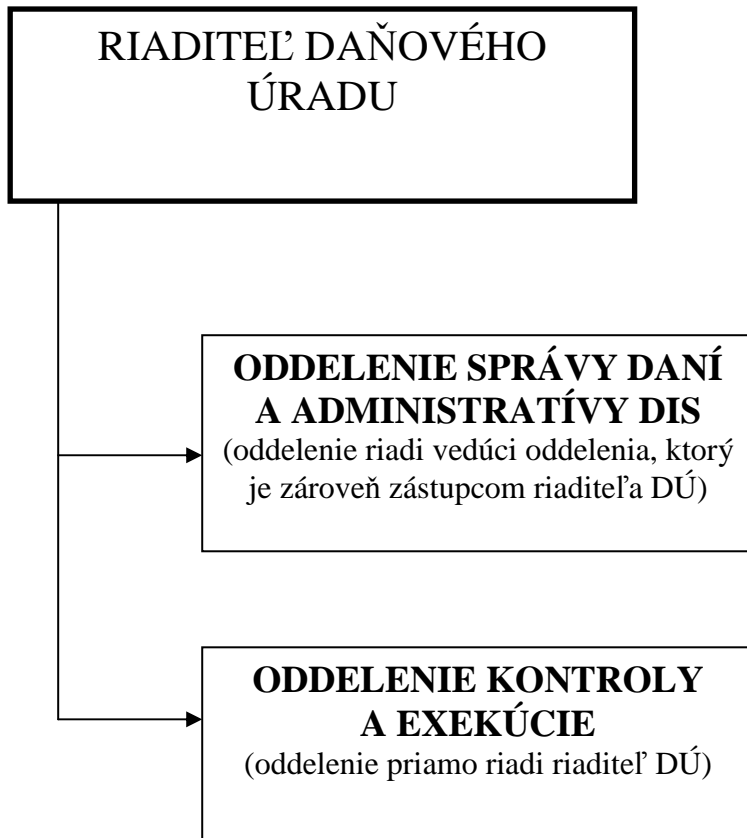 RIADITEĽ DAŇOVÉHO
ÚRADU
ODDELENIE SPRÁVY DANÍ
A ADMINISTRATÍVY DIS
(oddelenie riadi vedúci oddelenia, ktorý
je zároveň zástupcom riaditeľa DÚ)
ODDELENIE KONTROLY
A EXEKÚCIE
(oddelenie priamo riadi riaditeľ DÚ)